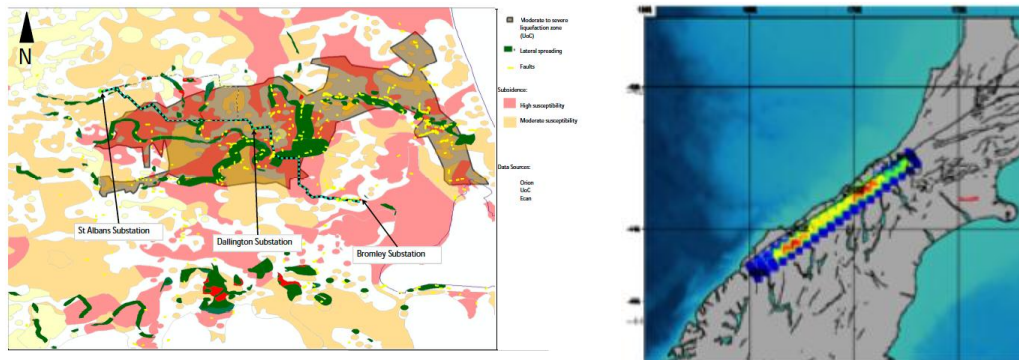 N
Moderate to severe
liquefaction zone
(UoC)
Lateral spreading
Faults
Subsidence:
High susceptibility
Moderate susceptibility
Data Sources:
Orion
UoC
Ecan
St Albans Substation
Dallington Substation
Bromley Substation